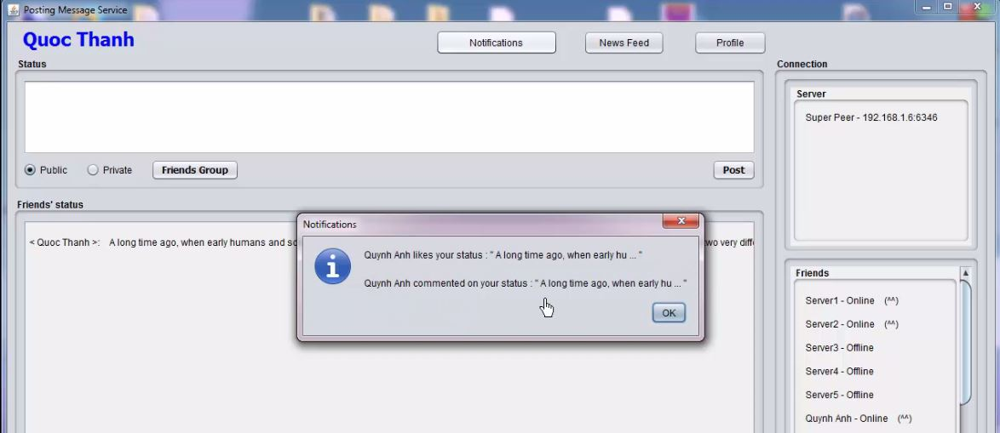 Posting Message Service
Quoc Thanh
Notifications
News Feed
Profile
Status
Public
Private
Friends Group
Post
Friends' status
< Quoc Thanh >: A long time ago, when early humans and
two very
Notifications
Quynh Anh likes your status : " A long time ago, when early hu ... "
Quynh Anh commented on your status : " A long time ago, when early hu ... "
OK
Connection
Server
Super Peer - 192.168.1.6:6346
Friends
Server1 - Online (^^)
Server2 - Online (^^)
Server3 - Offline
Server4 - Offline
Server5 - Offline
Quynh Anh - Online (^^)